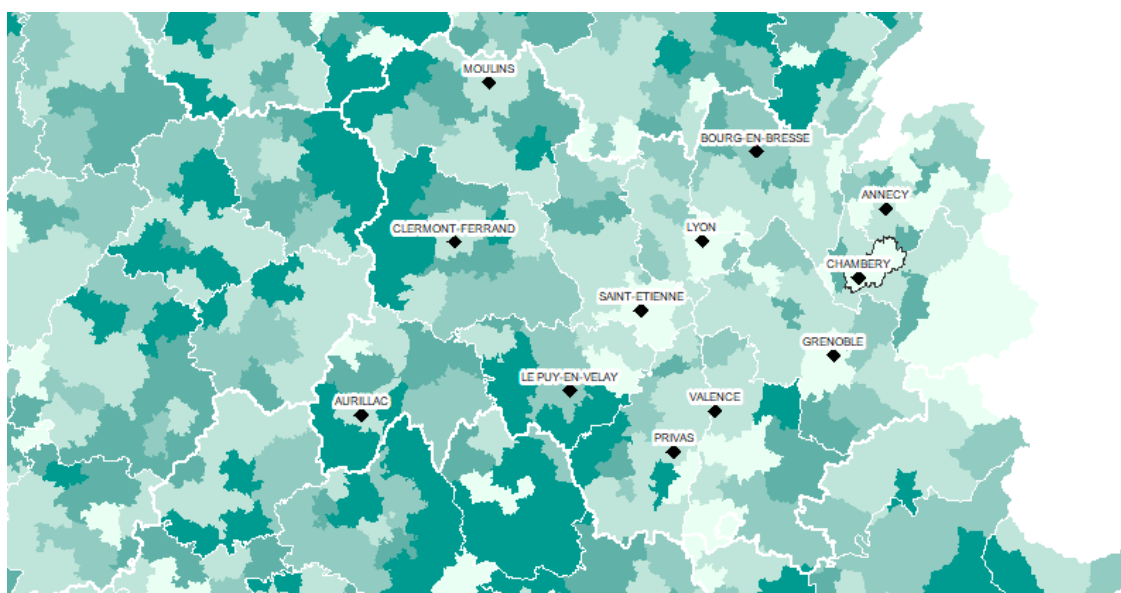 MOULINS
BOURG-EN-BRESSE
ANNECY
CLERMONT-FERRAND
LYON
CHAMBERY
SAINT-ETIENNE
GRENOBLE
LE PUY-EN-VELAY
AURILLAC
VALENCE
PRIVAS